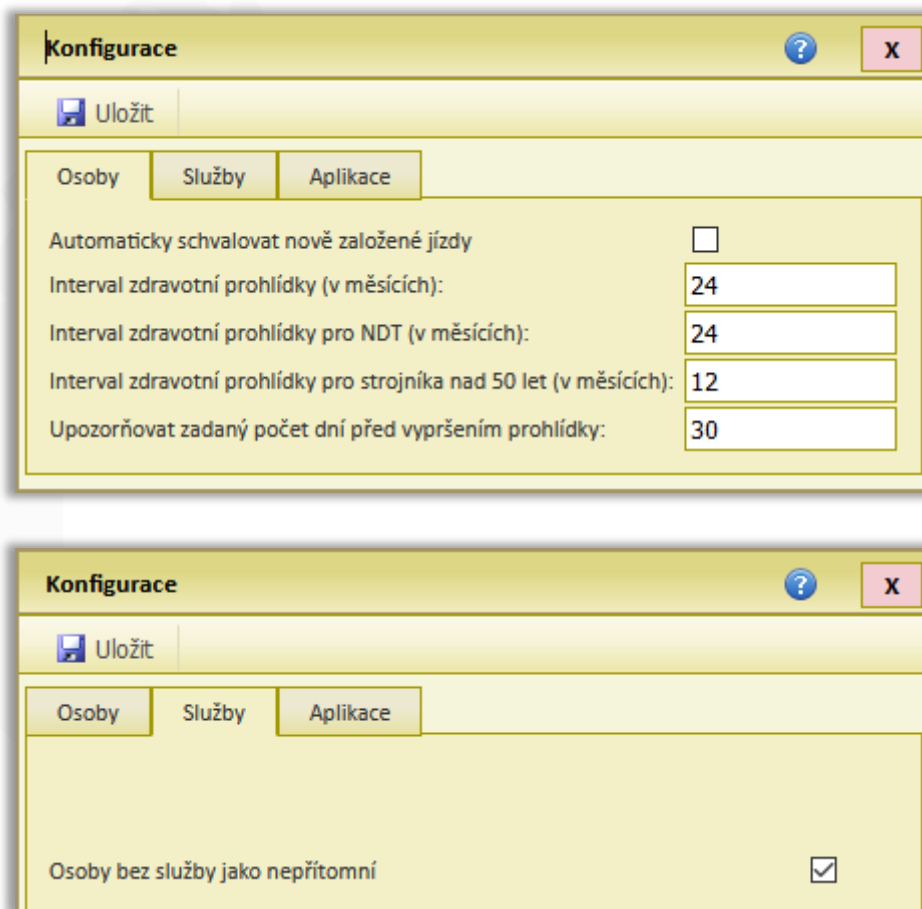 Konfigurace ? X
Uložit
Osoby Služby Aplikace
Automaticky schvalovat nově založené jízdy
Interval zdravotní prohlídky (v měsících): 24
Interval zdravotní prohlídky pro NDT (v měsících): 24
Interval zdravotní prohlídky pro strojníka nad 50 let (v měsících): 12
Upozorňovat zadaný počet dní před vypršením prohlídky: 30
Konfigurace ? X
Uložit
Osoby Služby Aplikace
Osoby bez služby jako nepřítomní